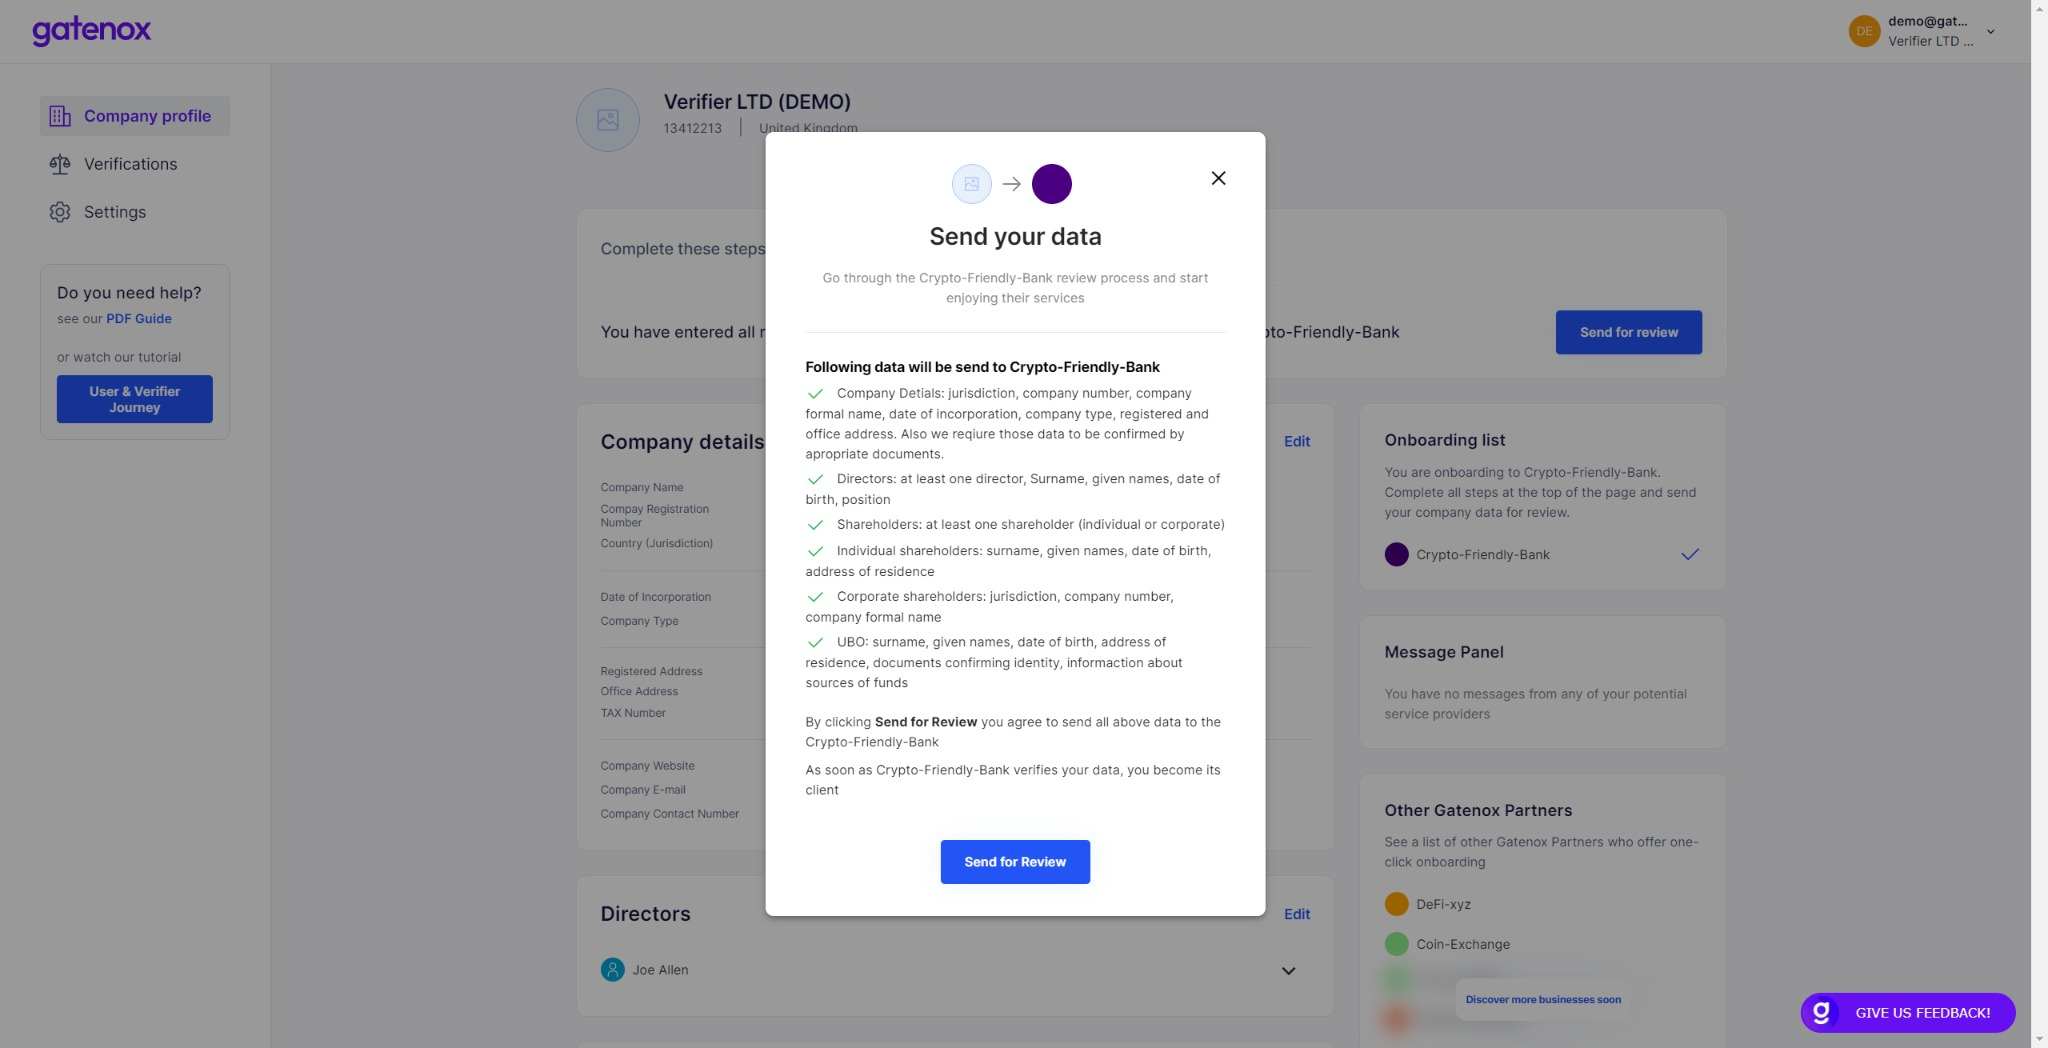 gatenox
DE
demo@gat...
Verifier LTD ...
Company profile
Verifications
Settings
Do you need help?
see our PDF Guide
or watch our tutorial
User & Verifier
Journey
Verifier LTD (DEMO)
13412213
United Kingdom
Complete these steps
You have entered all
pto-Friendly-Bank
Send for review
Send your data
Go through the Crypto-Friendly-Bank review process and start
enjoying their services
Following data will be send to Crypto-Friendly-Bank
Company Detials: jurisdiction, company number, company
formal name, date of incorporation, company type, registered and
office address. Also we reqiure those data to be confirmed by
apropriate documents.
Directors: at least one director, Surname, given names, date of
birth, position
Shareholders: at least one shareholder (individual or corporate)
Individual shareholders: surname, given names, date of birth,
address of residence
Corporate shareholders: jurisdiction, company number,
company formal name
UBO: surname, given names, date of birth, address of
residence, documents confirming identity, informaction about
sources of funds
By clicking Send for Review you agree to send all above data to the
Crypto-Friendly-Bank
As soon as Crypto-Friendly-Bank verifies your data, you become its
client
Send for Review
Company details
Edit
Company Name
Compay Registration
Number
Country (Jurisdiction)
Date of Incorporation
Company Type
Registered Address
Office Address
TAX Number
Company Website
Company E-mail
Company Contact Number
Directors
Edit
Joe Allen
Onboarding list
You are onboarding to Crypto-Friendly-Bank.
Complete all steps at the top of the page and send
your company data for review.
Crypto-Friendly-Bank
Message Panel
You have no messages from any of your potential
service providers
Other Gatenox Partners
See a list of other Gatenox Partners who offer one-
click onboarding
DeFi-xyz
Coin-Exchange
Discover more businesses soon
g
GIVE US FEEDBACK!